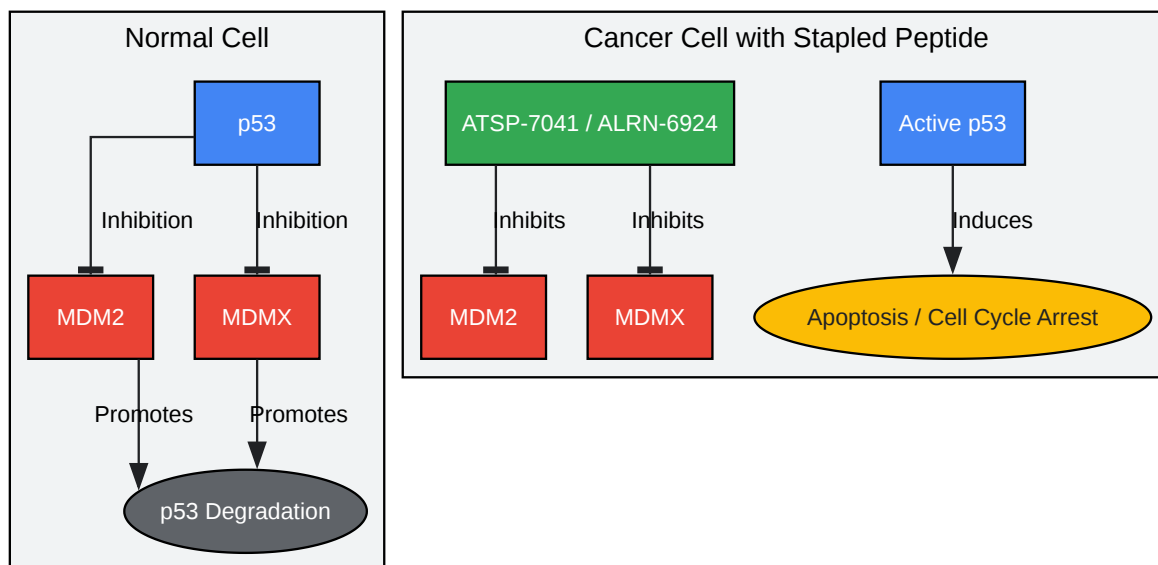 Normal Cell
p53
Inhibition
Inhibition
MDM2
MDMX
Promotes
Promotes
p53 Degradation
Cancer Cell with Stapled Peptide
ATSP-7041 / ALRN-6924
Active p53
Inhibits
Inhibits
Induces
MDM2
MDMX
Apoptosis / Cell Cycle Arrest